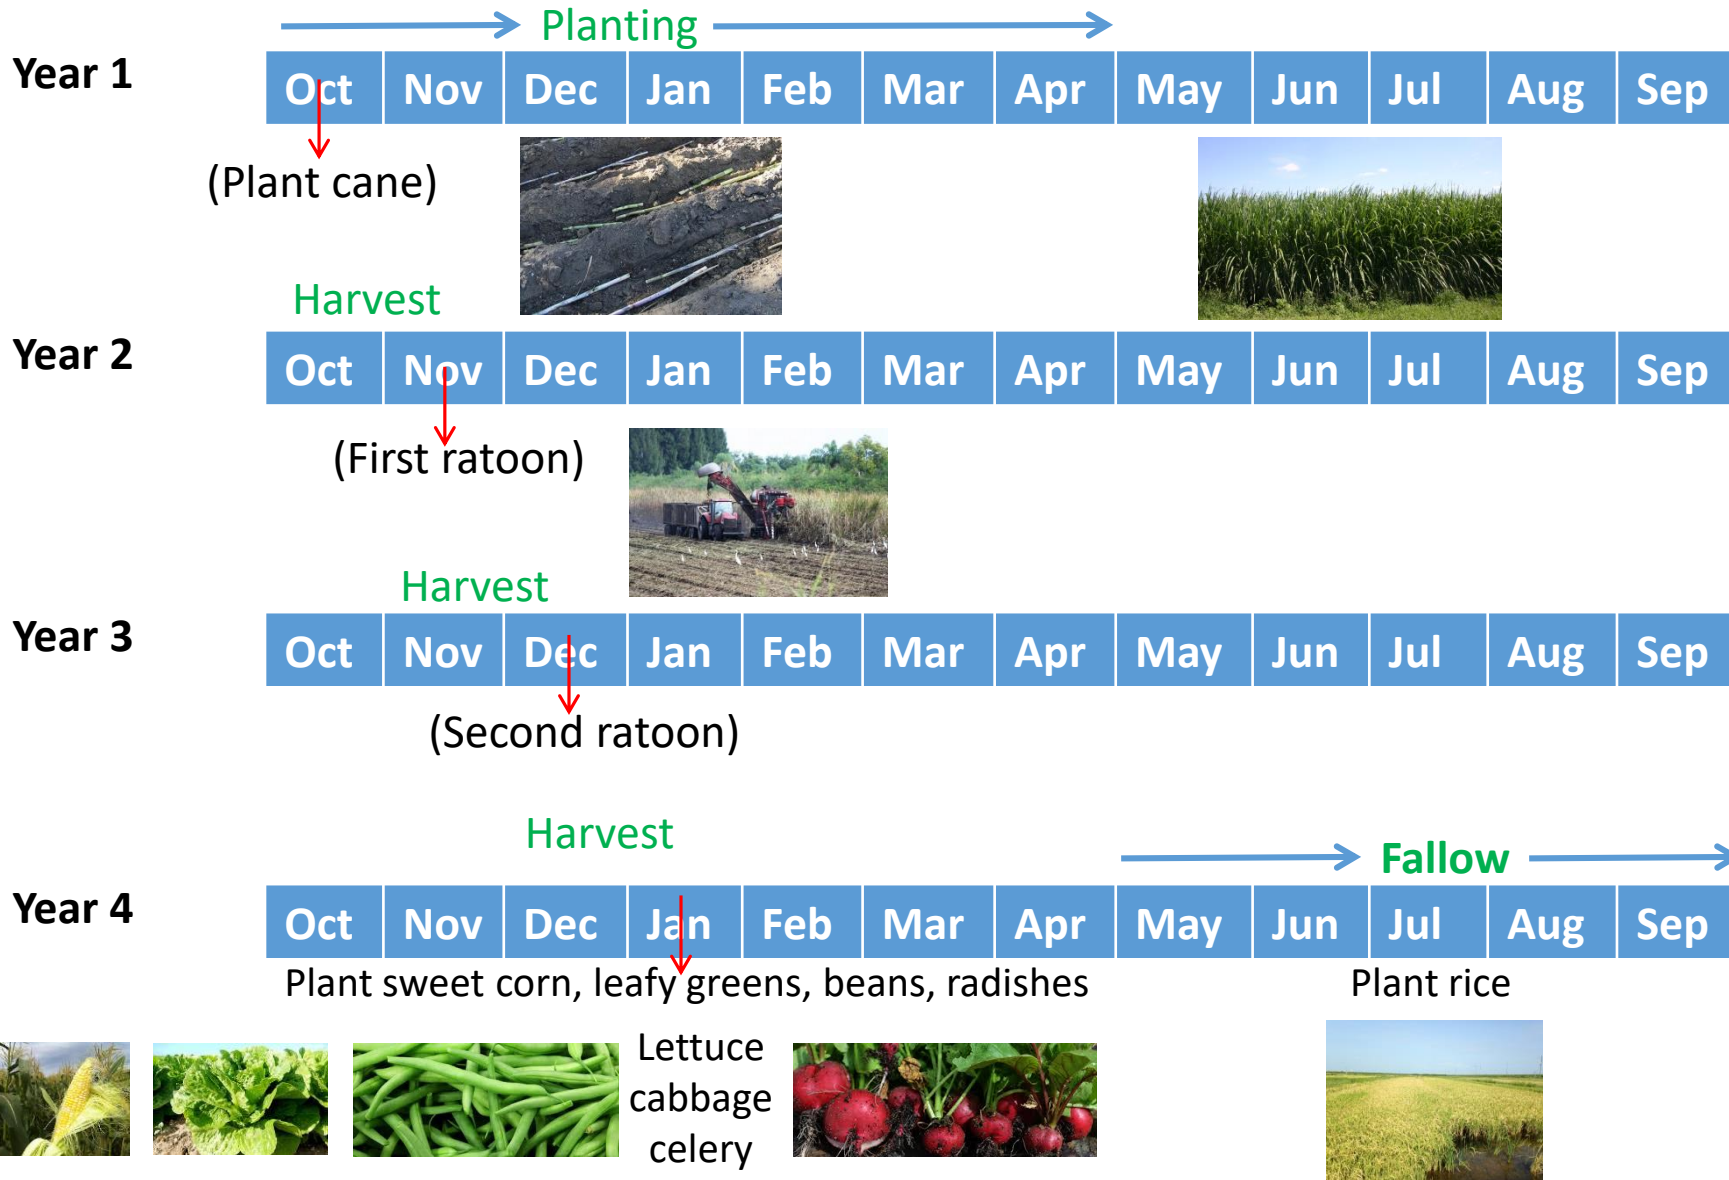 Planting
Year 1
Oct Nov Dec Jan Feb Mar Apr May Jun Jul Aug Sep
(Plant cane)
Harvest
Year 2
Oct Nov Dec Jan Feb Mar Apr May Jun Jul Aug Sep
(First ratoon)
Harvest
Year 3
Oct Nov Dec Jan Feb Mar Apr May Jun Jul Aug Sep
(Second ratoon)
Harvest
Fallow
Year 4
Oct Nov Dec Jan Feb Mar Apr May Jun Jul Aug Sep
Plant sweet corn, leafy greens, beans, radishes
Plant rice
Lettuce
cabbage
celery